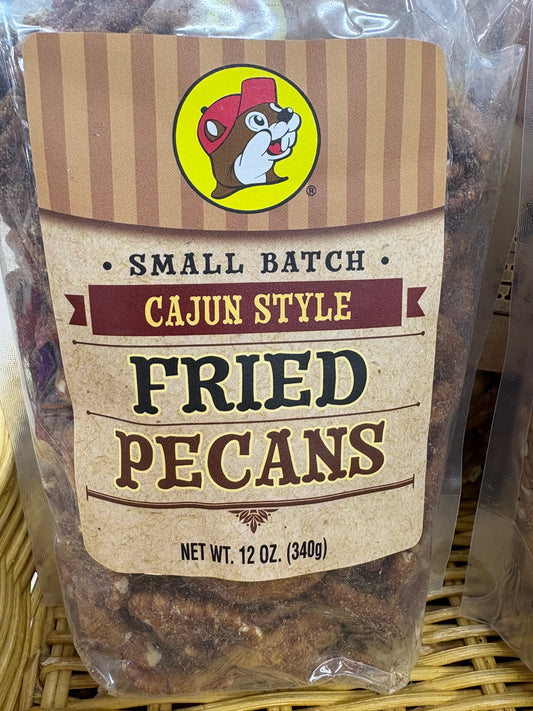 ®
• SMALL BATCH •
CAJUN STYLE
FRIED
PECANS
NET WT. 12 OZ. (340g)